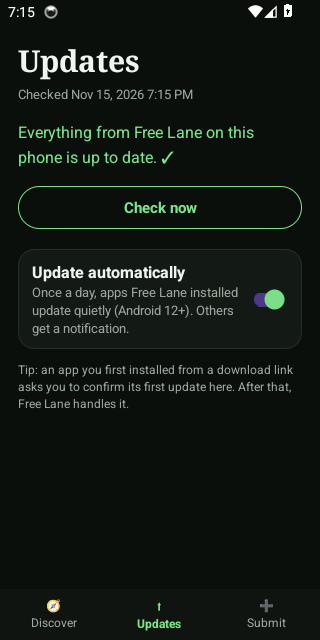 7:15
Updates
Checked Nov 15, 2026 7:15 PM
Everything from Free Lane on this
phone is up to date. ✓
Check now
Update automatically
Once a day, apps Free Lane installed
update quietly (Android 12+). Others
get a notification.
Tip: an app you first installed from a download link
asks you to confirm its first update here. After that,
Free Lane handles it.
Discover
Updates
Submit